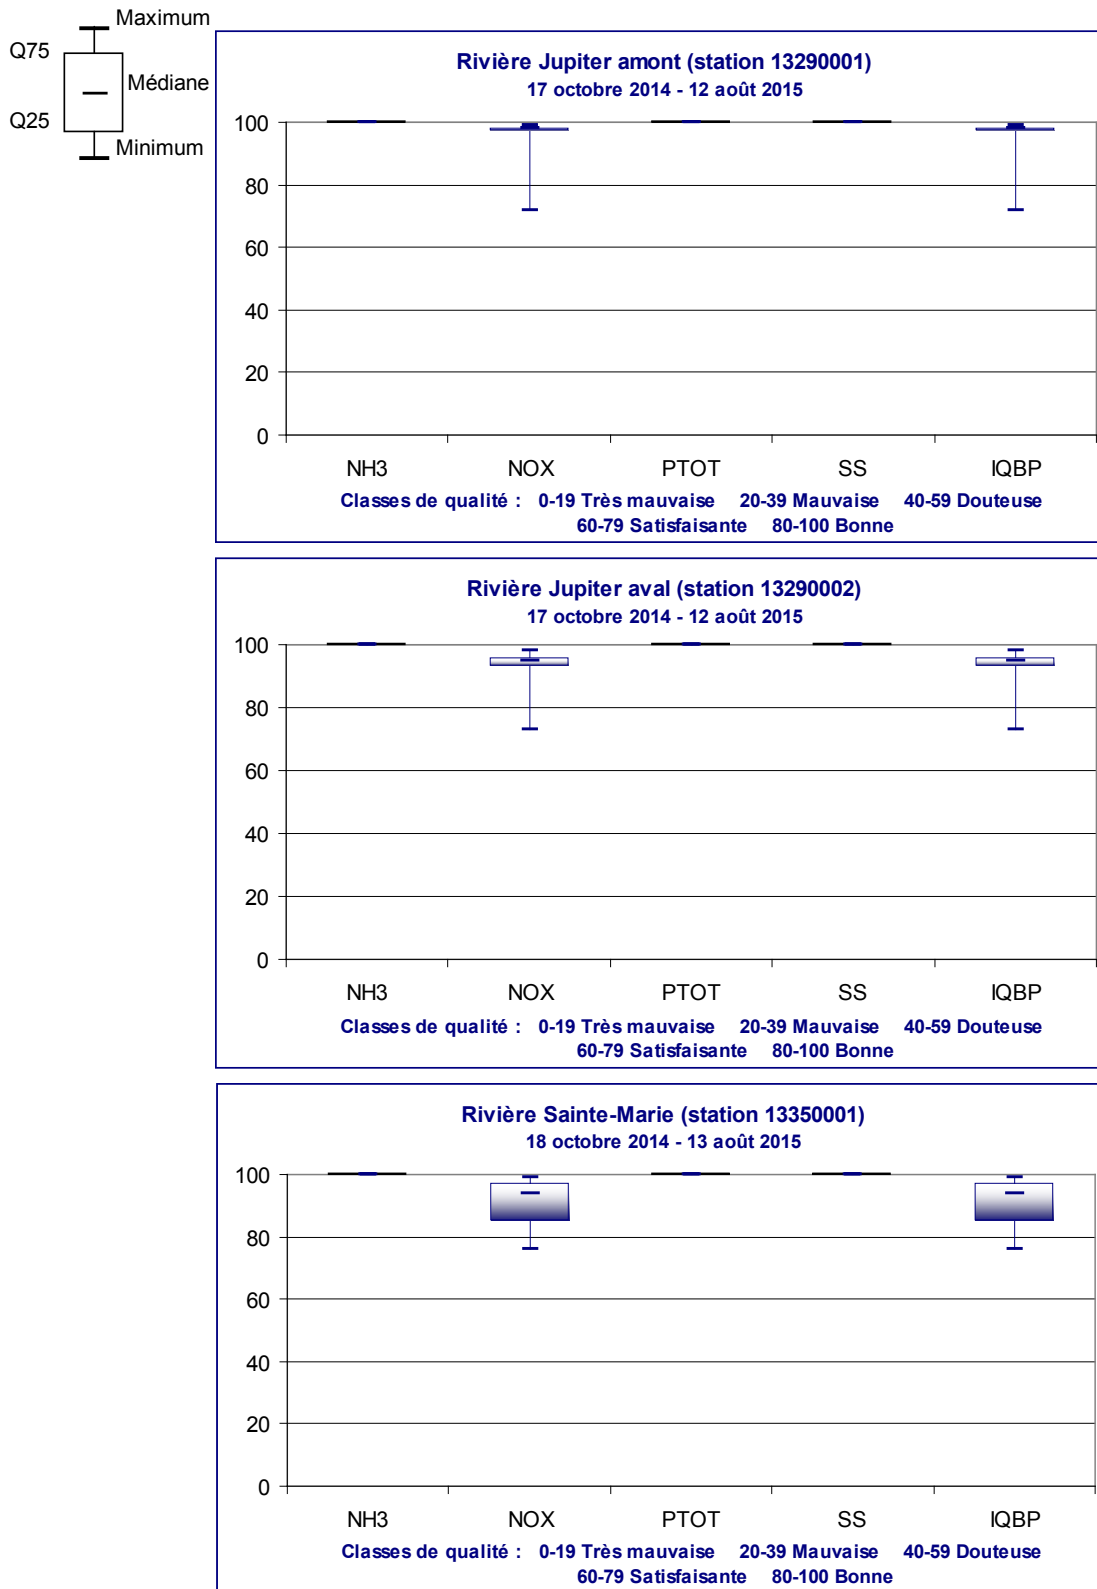 Maximum
Q75
Médiane
Q25
Minimum
Rivière Jupiter amont (station 13290001)
17 octobre 2014 - 12 août 2015
100
80
60
40
20
0
NH3 NOX PTOT SS IQBP
Classes de qualité : 0-19 Très mauvaise 20-39 Mauvaise 40-59 Douteuse
60-79 Satisfaisante 80-100 Bonne
Rivière Jupiter aval (station 13290002)
17 octobre 2014 - 12 août 2015
100
80
60
40
20
0
NH3 NOX PTOT SS IQBP
Classes de qualité : 0-19 Très mauvaise 20-39 Mauvaise 40-59 Douteuse
60-79 Satisfaisante 80-100 Bonne
Rivière Sainte-Marie (station 13350001)
18 octobre 2014 - 13 août 2015
100
80
60
40
20
0
NH3 NOX PTOT SS IQBP
Classes de qualité : 0-19 Très mauvaise 20-39 Mauvaise 40-59 Douteuse
60-79 Satisfaisante 80-100 Bonne